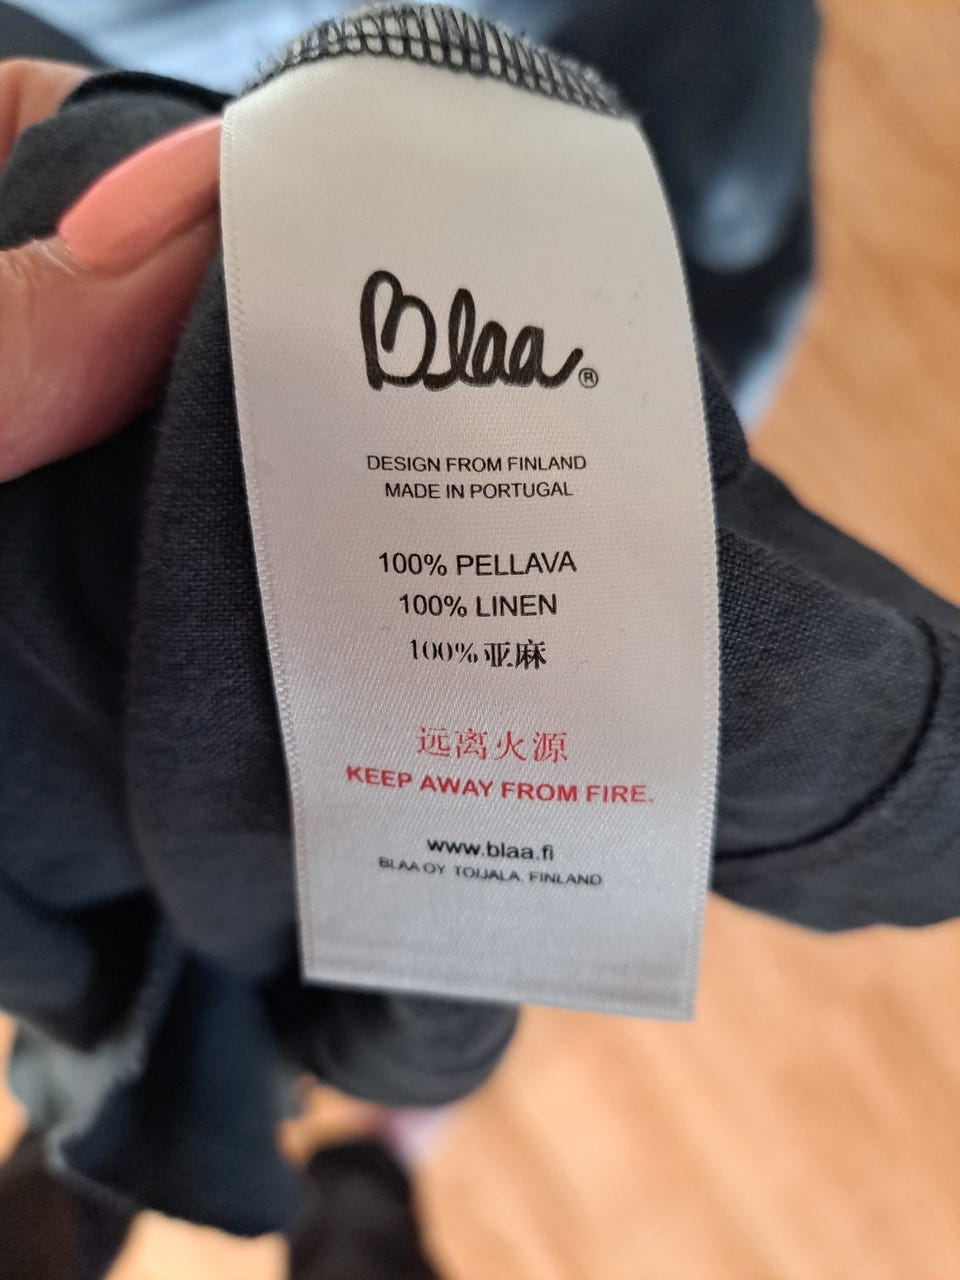 Blaa®
DESIGN FROM FINLAND
MADE IN PORTUGAL
100% PELLAVA
100% LINEN
100% 亚麻
远离火源
KEEP AWAY FROM FIRE.
www.blaa.fi
BLAA OY TOIJALA, FINLAND